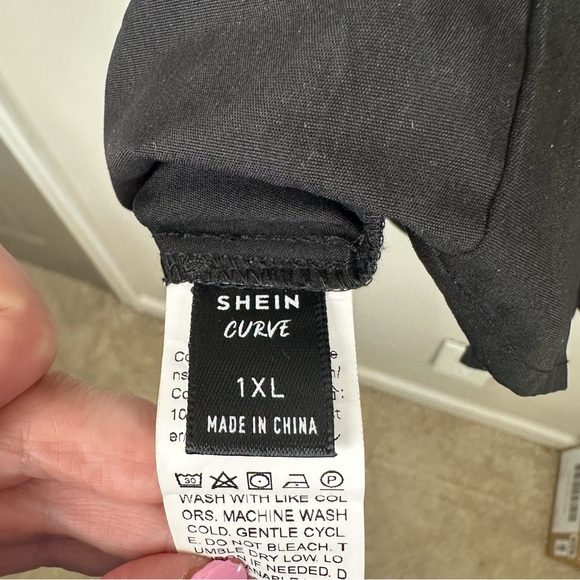 SHEIN
CURVE
1XL
MADE IN CHINA
30 P
WASH WITH LIKE COL
ORS. MACHINE WASH
COLD. GENTLE CYCL
E. DO NOT BLEACH. T
UMBLE DRY LOW. LO
IF NEEDED. D